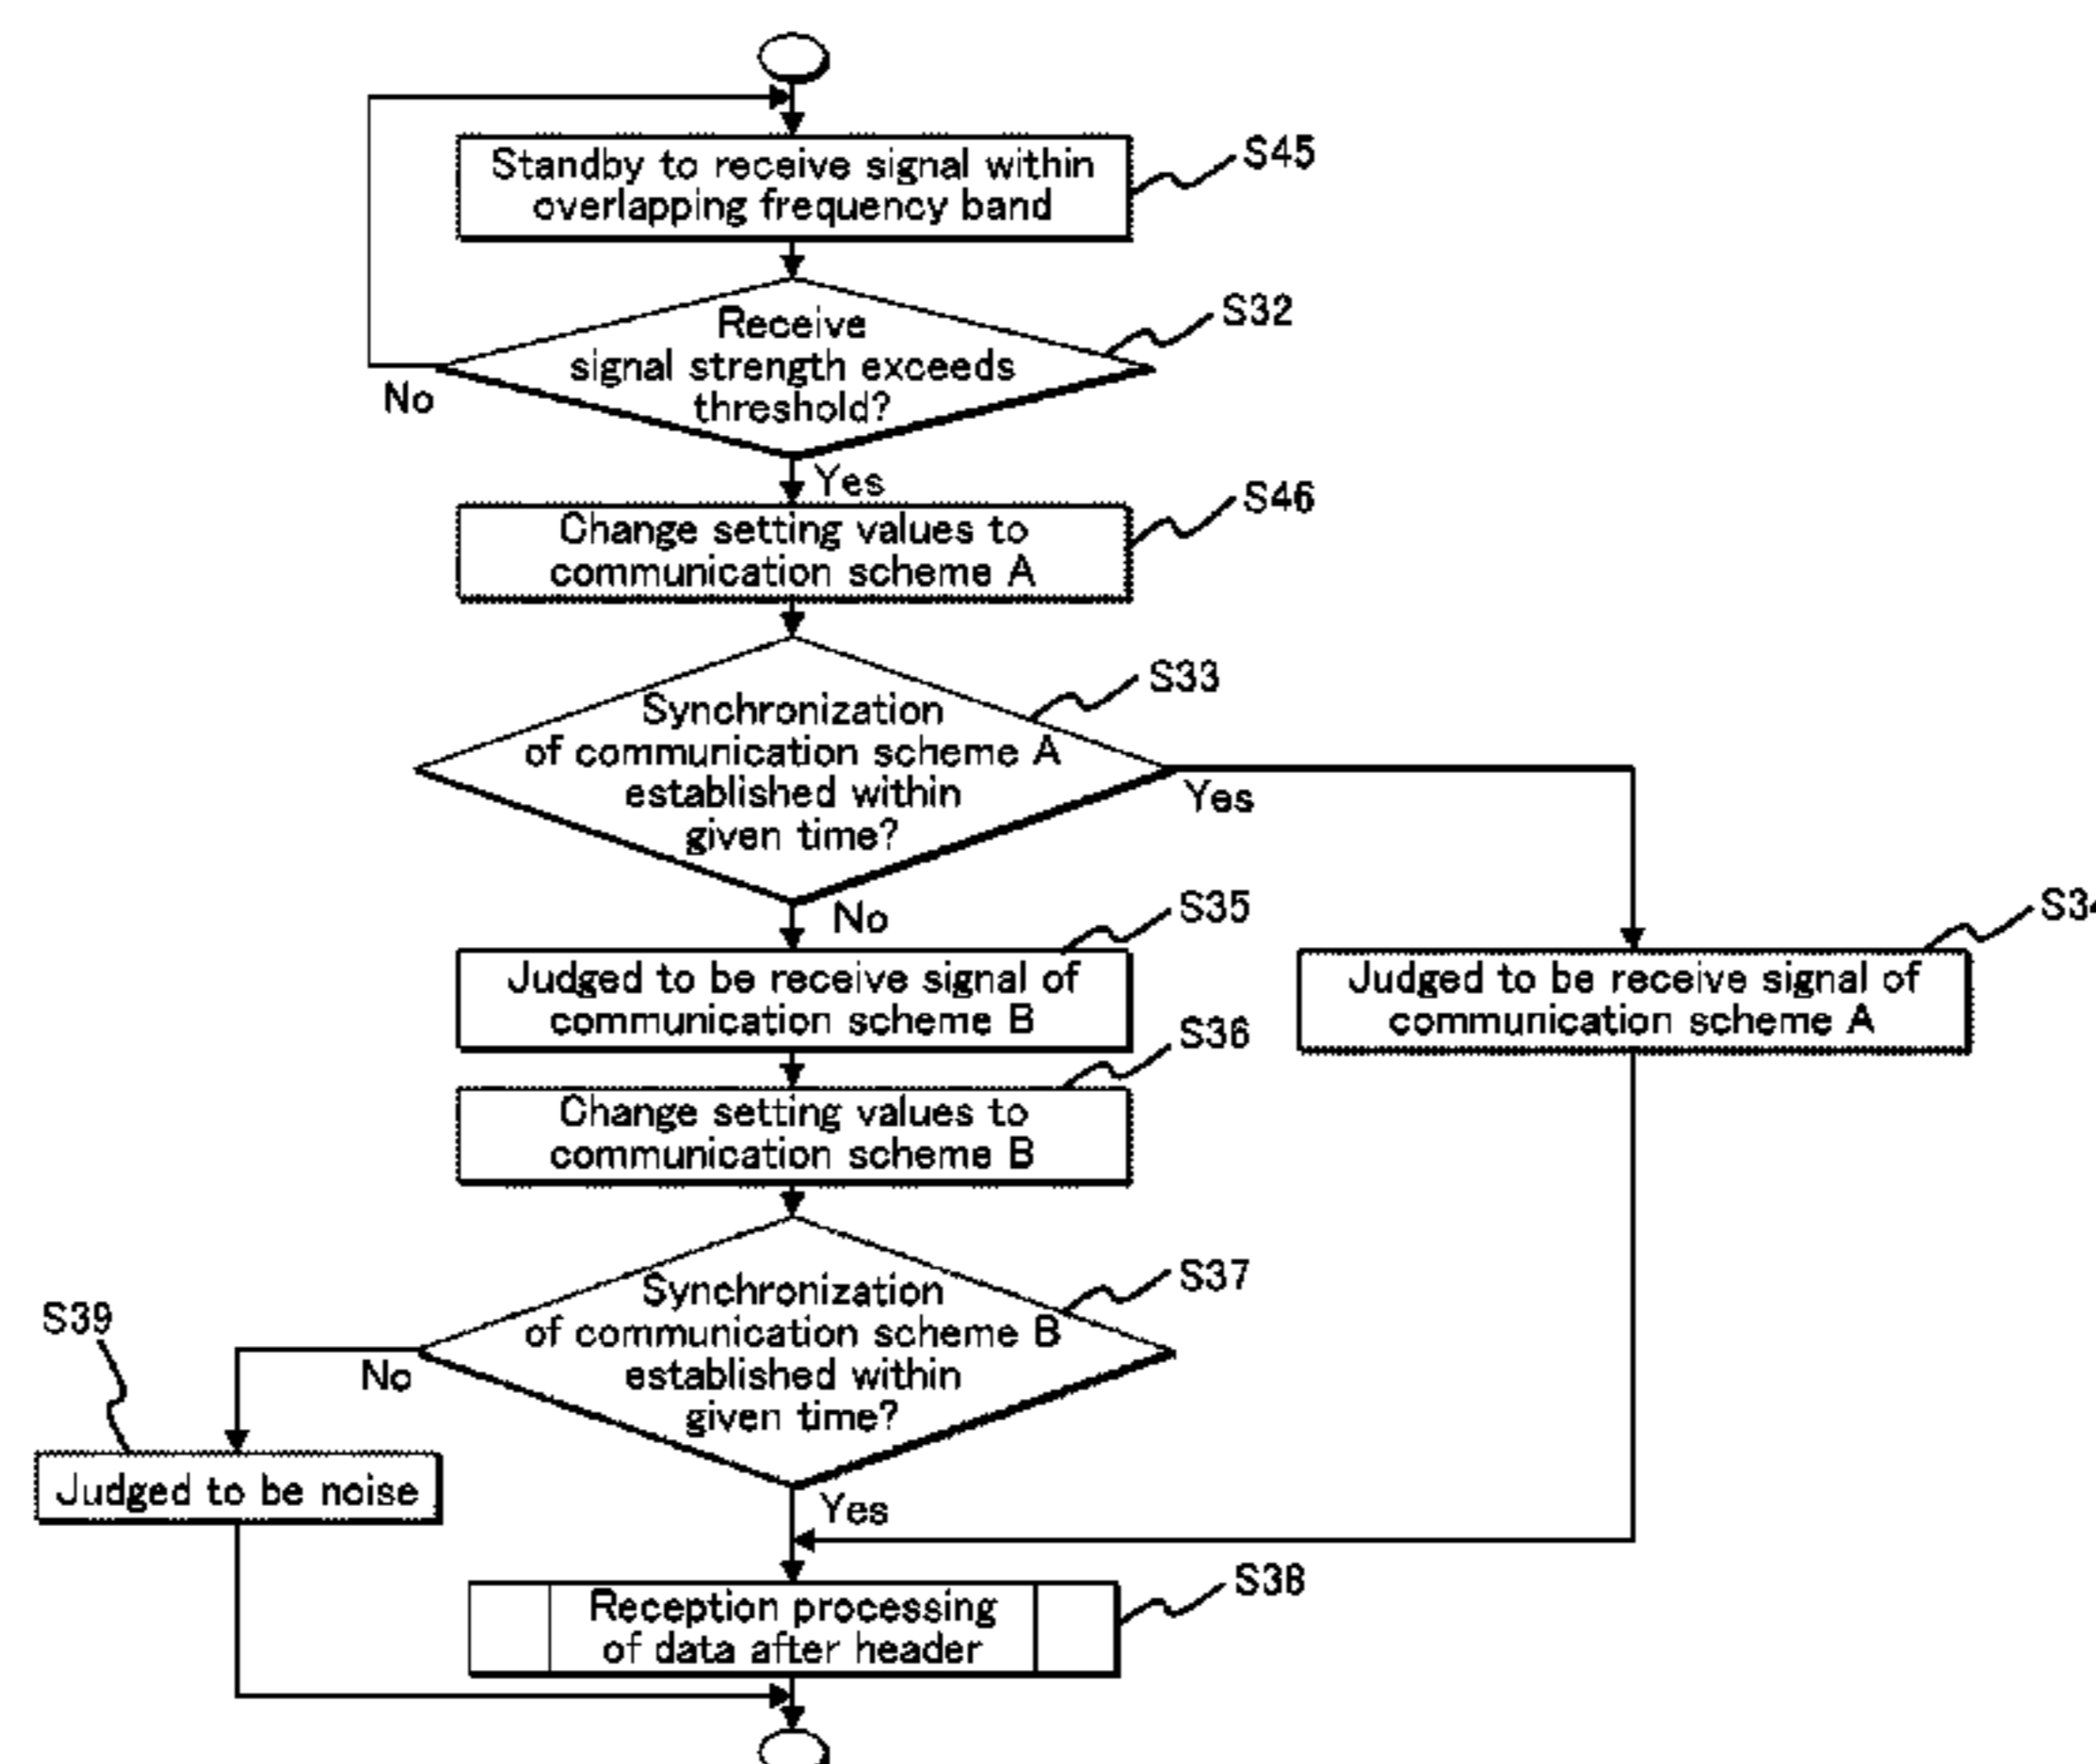 Standby to receive signal within
overlapping frequency band
S45
Receive
signal strength exceeds
threshold?
S32
No
Yes
Change setting values to
communication scheme A
S46
Synchronization
of communication scheme A
established within
given time?
S33
Yes
No
Judged to be receive signal of
communication scheme B
S35
Judged to be receive signal of
communication scheme A
Change setting values to
communication scheme B
S36
Synchronization
of communication scheme B
established within
given time?
S37
No
S39
Judged to be noise
Yes
Reception processing
of data after header
S38